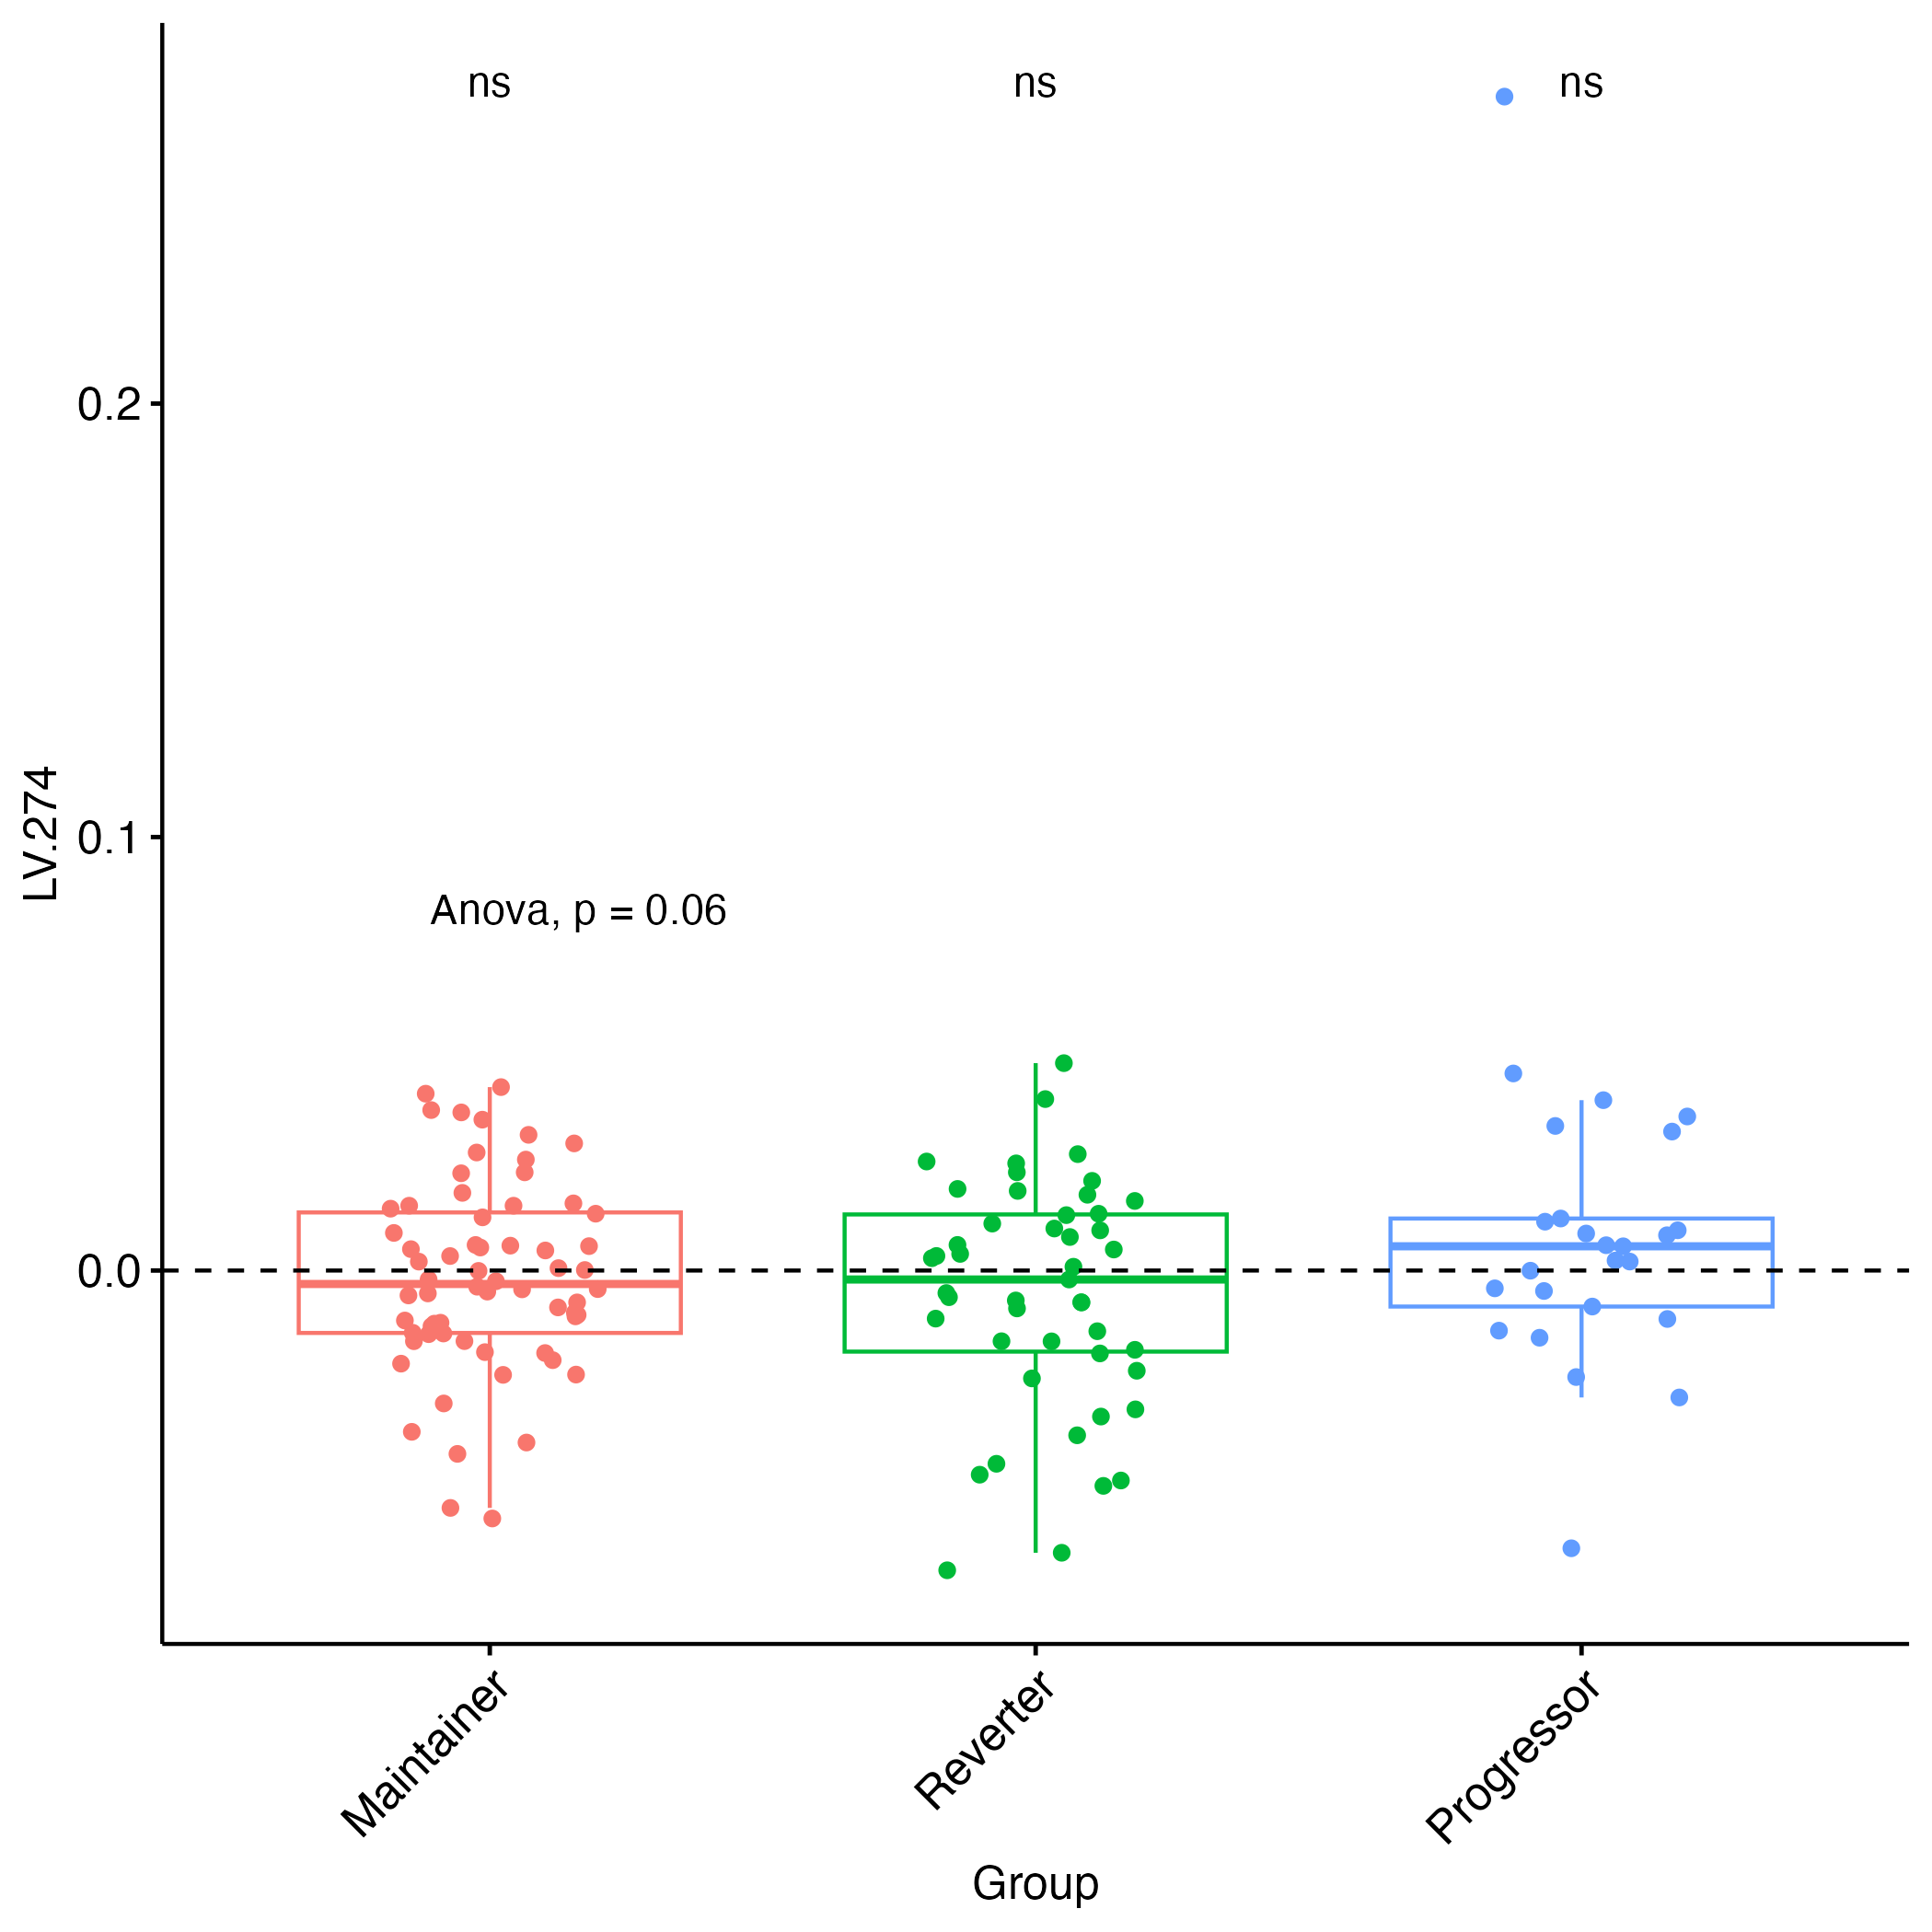 ns ns ns
0.2
0.1
0.0
LV.274
Anova, p = 0.06
Maintainer
Reverter
Progressor
Group